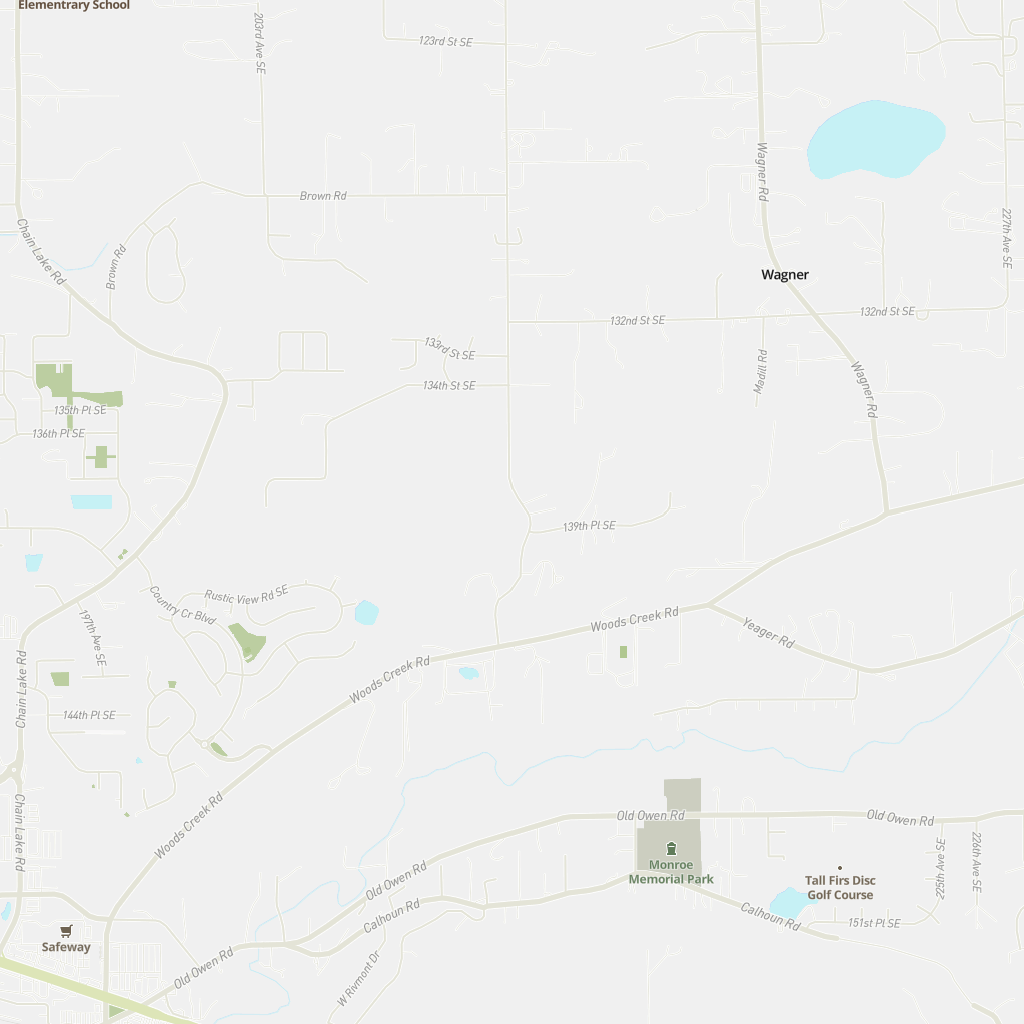 Elementrary School
203rd Ave SE
123rd St SE
Wagner Rd
Brown Rd
227th Ave SE
Chain Lake Rd
Brown Rd
Wagner
132nd St SE
132nd St SE
133rd St SE
134th St SE
Madill Rd
Wagner Rd
135th Pl SE
136th Pl SE
139th Pl SE
Country Cr Blvd
Rustic View Rd SE
197th Ave SE
Woods Creek Rd
Yeager Rd
Chain Lake Rd
Woods Creek Rd
144th Pl SE
Chain Lake Rd
Woods Creek Rd
Old Owen Rd
Old Owen Rd
Monroe
Memorial Park
225th Ave SE
226th Ave SE
Old Owen Rd
Tall Firs Disc
Golf Course
Calhoun Rd
Calhoun Rd
151st Pl SE
Safeway
Old Owen Rd
W Rivmont Dr